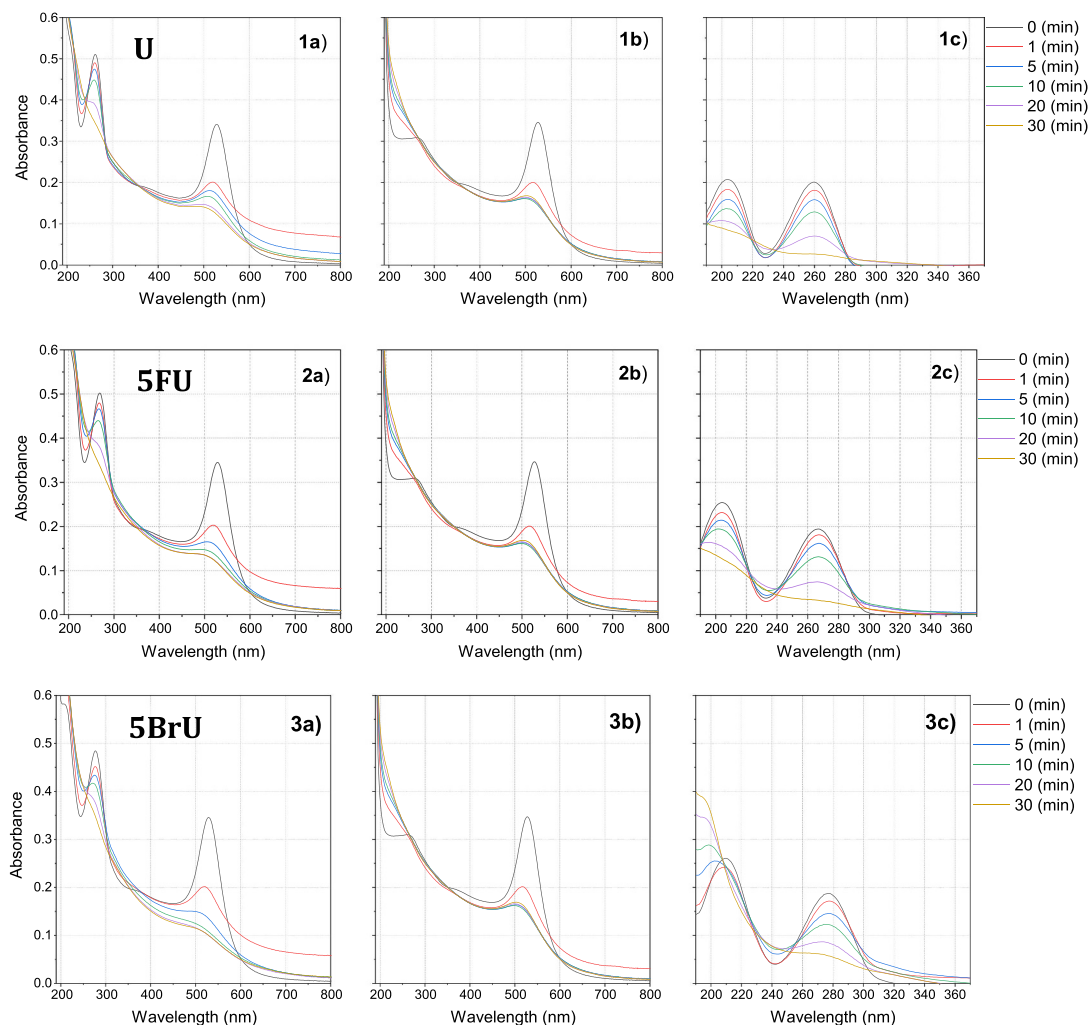 U
1a)
1b)
1c)
0 (min)
1 (min)
5 (min)
10 (min)
20 (min)
30 (min)
Absorbance
0.6
0.5
0.4
0.3
0.2
0.1
0.0
200 300 400 500 600 700 800
200 300 400 500 600 700 800
200 220 240 260 280 300 320 340 360
Wavelength (nm)
Wavelength (nm)
Wavelength (nm)
5FU
2a)
2b)
2c)
0 (min)
1 (min)
5 (min)
10 (min)
20 (min)
30 (min)
Absorbance
0.6
0.5
0.4
0.3
0.2
0.1
0.0
200 300 400 500 600 700 800
200 300 400 500 600 700 800
200 220 240 260 280 300 320 340 360
Wavelength (nm)
Wavelength (nm)
Wavelength (nm)
5BrU
3a)
3b)
3c)
0 (min)
1 (min)
5 (min)
10 (min)
20 (min)
30 (min)
Absorbance
0.6
0.5
0.4
0.3
0.2
0.1
0.0
200 300 400 500 600 700 800
200 300 400 500 600 700 800
200 220 240 260 280 300 320 340 360
Wavelength (nm)
Wavelength (nm)
Wavelength (nm)